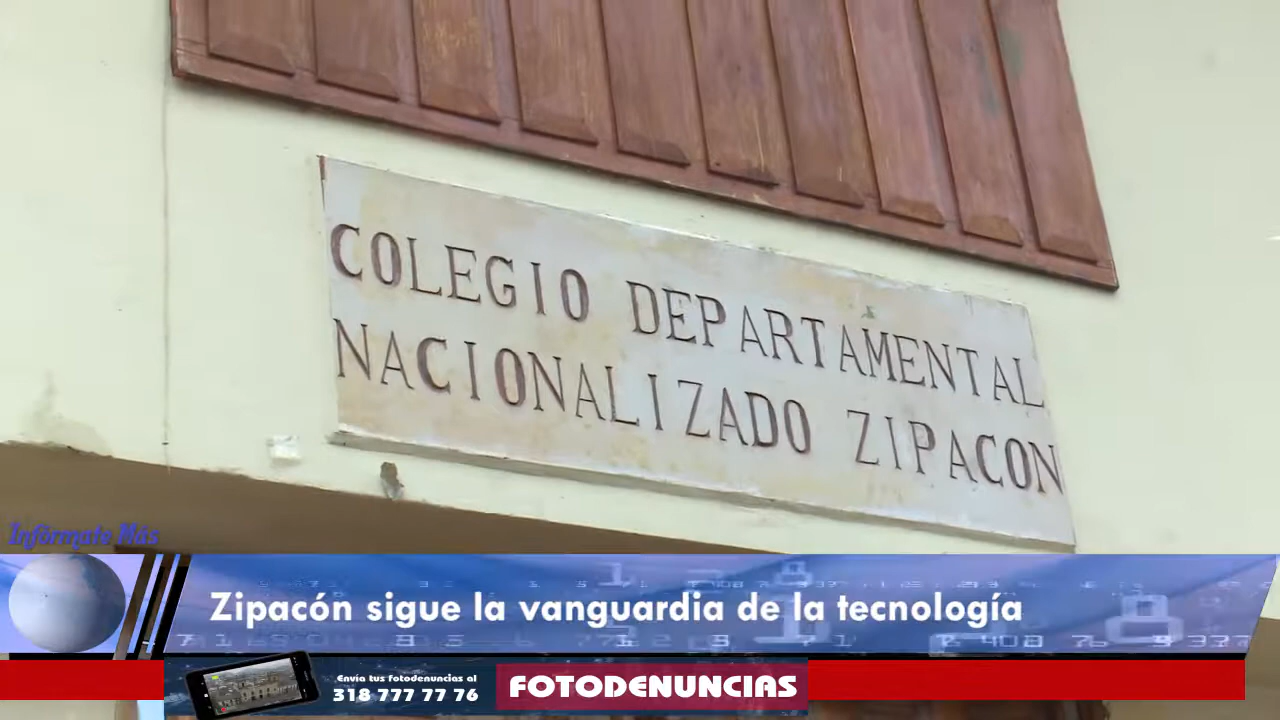 COLEGIO DEPARTAMENTAL
NACIONALIZADO ZIPACON
Infórmate Más
Zipacón sigue la vanguardia de la tecnología
Envía tus fotodenuncias al
318 777 77 76
FOTODENUNCIAS